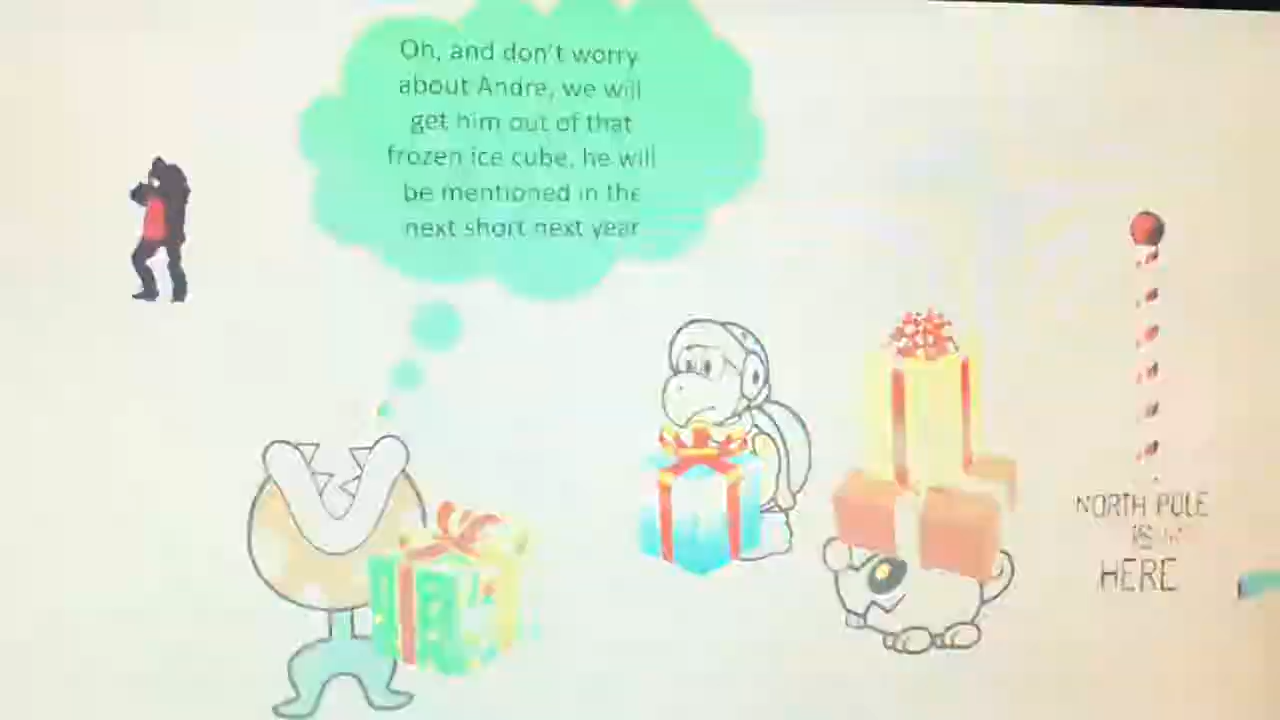 Oh, and don't worry
about Andre, we will
get him out of that
frozen ice cube, he will
be mentioned in the
next short next year
NORTH POLE
IS
HERE